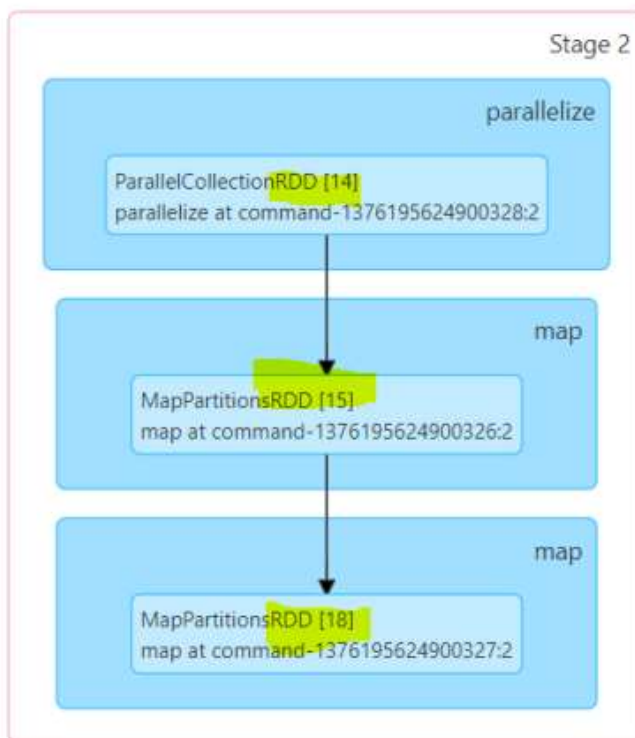 Stage 2
parallelize
ParallelCollectionRDD [14]
parallelize at command-1376195624900328:2
map
MapPartitionsRDD [15]
map at command-1376195624900326:2
map
MapPartitionsRDD [18]
map at command-1376195624900327:2